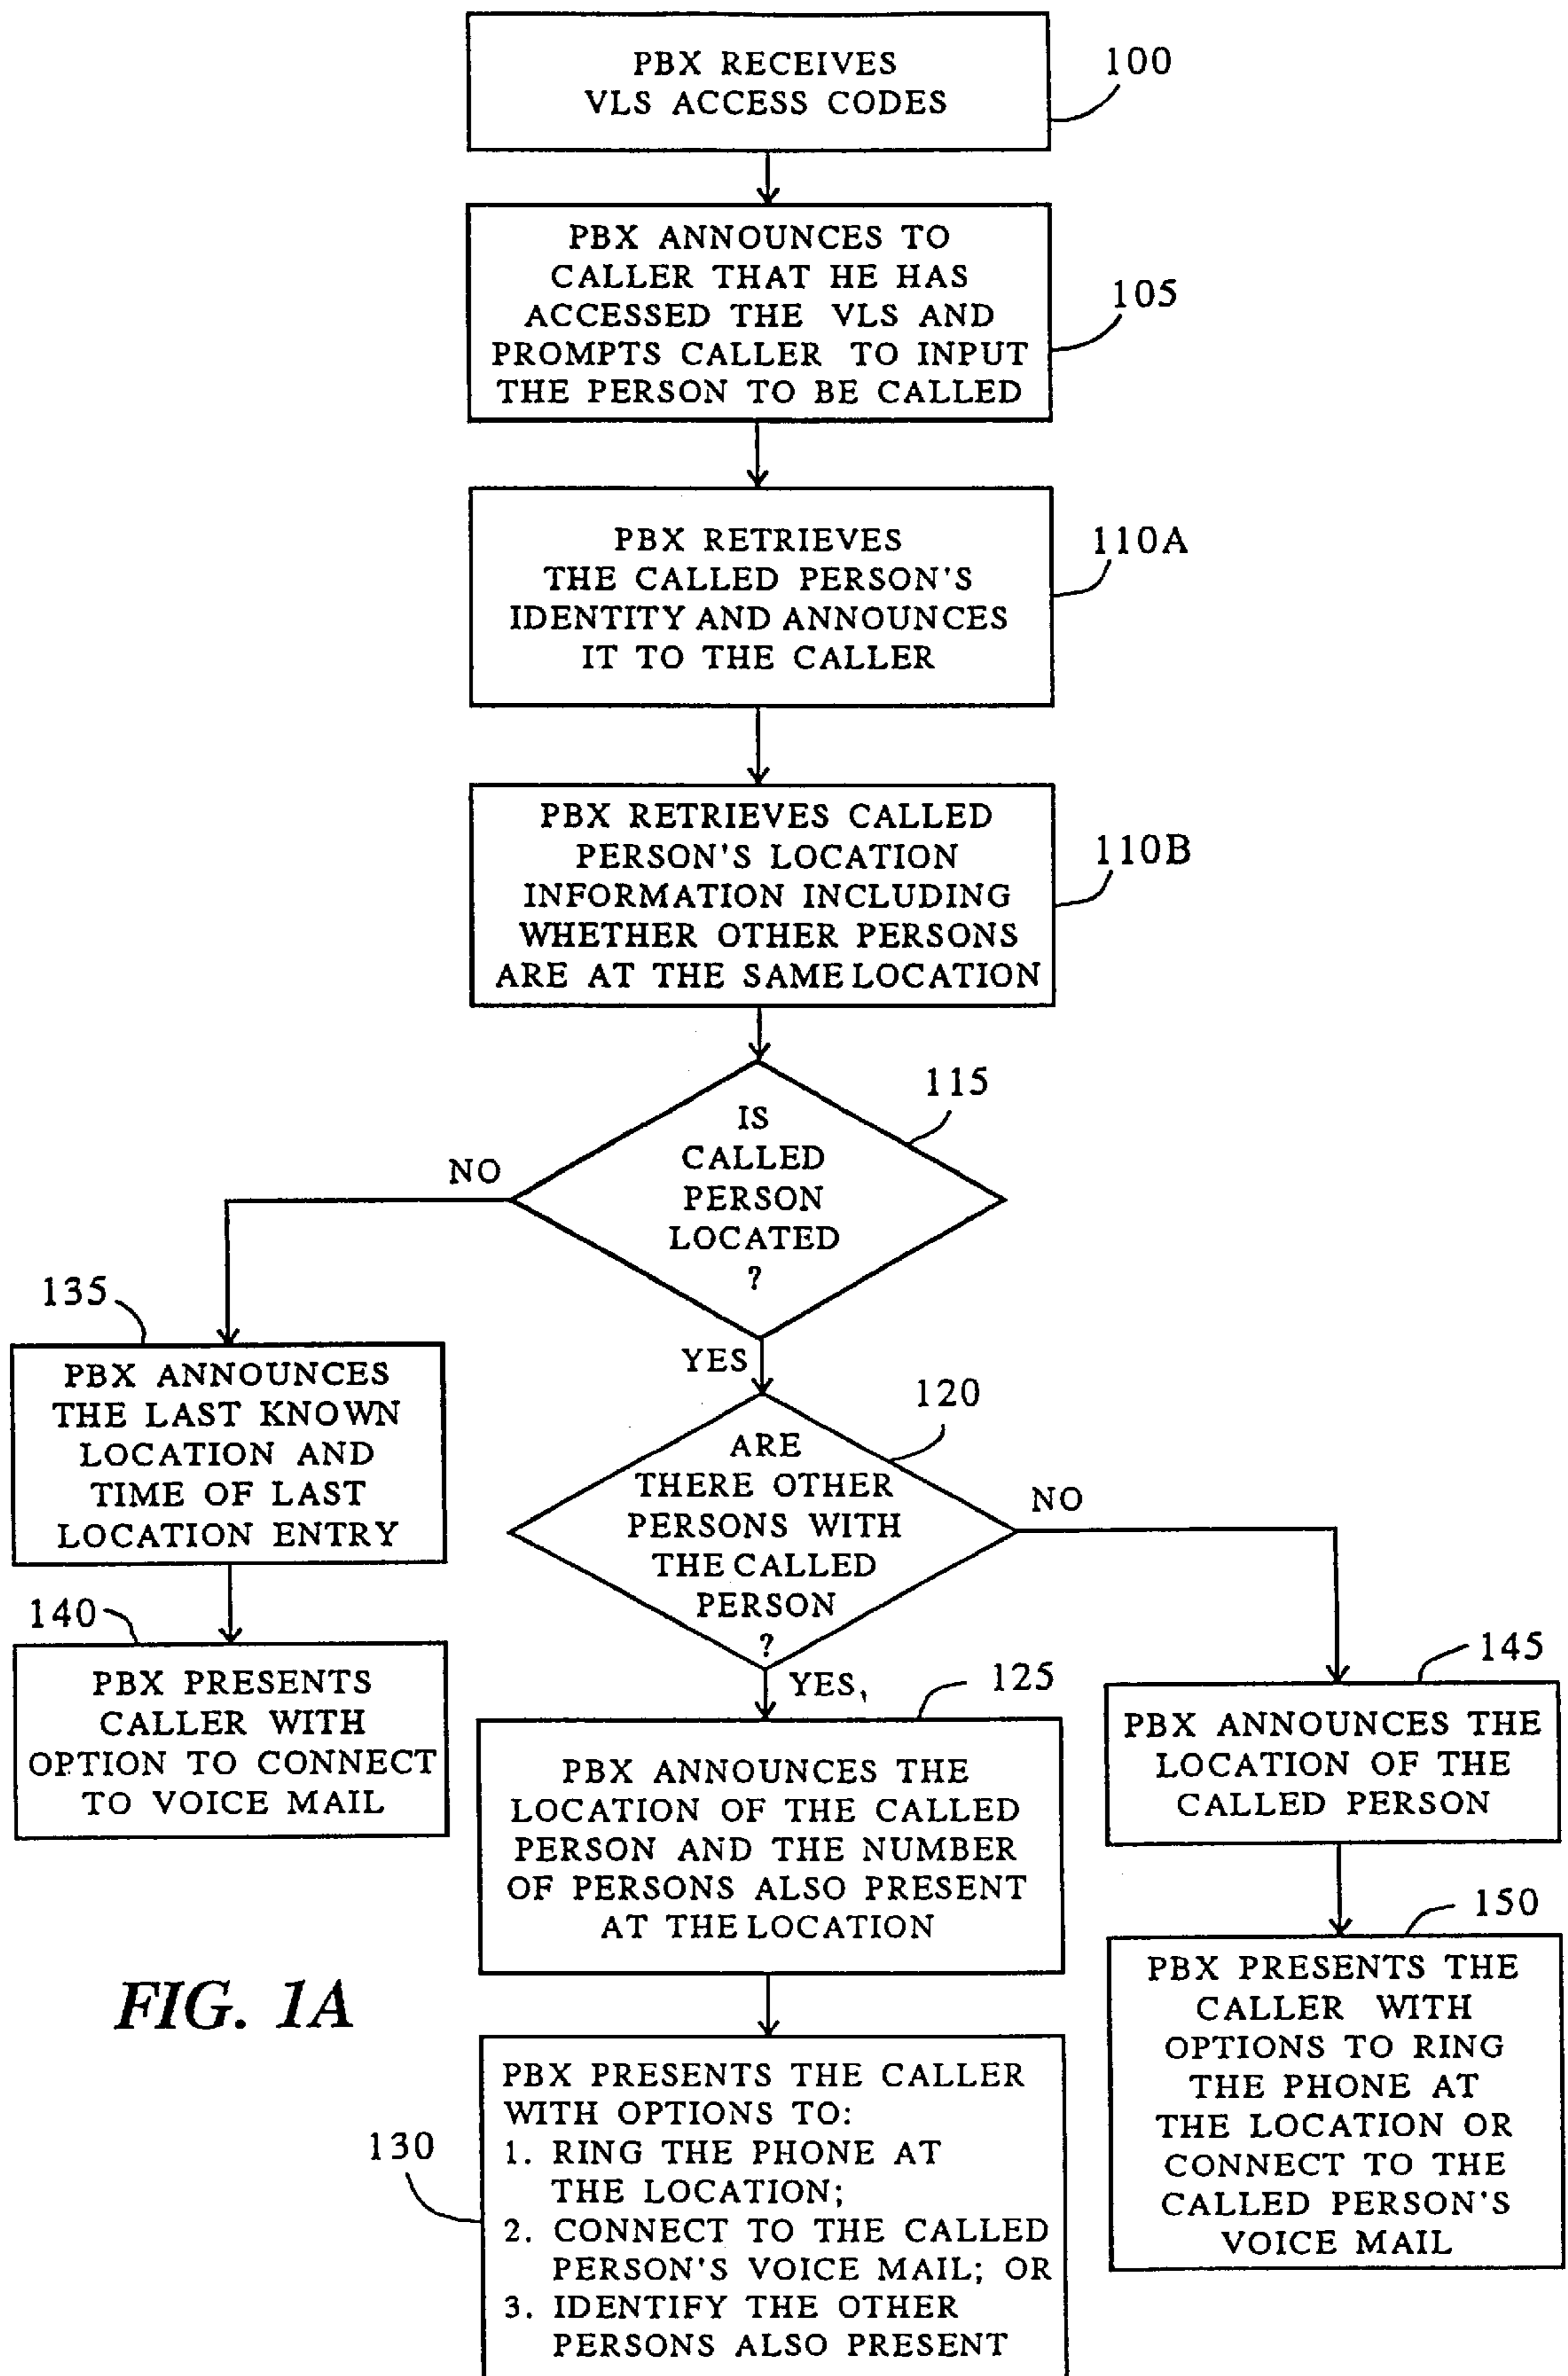 PBX RECEIVES
VLS ACCESS CODES
100
PBX ANNOUNCES TO
CALLER THAT HE HAS
ACCESSED THE VLS AND
PROMPTS CALLER TO INPUT
THE PERSON TO BE CALLED
105
PBX RETRIEVES
THE CALLED PERSON'S
IDENTITY AND ANNOUNCES
IT TO THE CALLER
110A
PBX RETRIEVES CALLED
PERSON'S LOCATION
INFORMATION INCLUDING
WHETHER OTHER PERSONS
ARE AT THE SAME LOCATION
110B
IS
CALLED
PERSON
LOCATED
?
115
NO
YES
135
PBX ANNOUNCES
THE LAST KNOWN
LOCATION AND
TIME OF LAST
LOCATION ENTRY
140
PBX PRESENTS
CALLER WITH
OPTION TO CONNECT
TO VOICE MAIL
ARE
THERE OTHER
PERSONS WITH
THE CALLED
PERSON
?
120
NO
YES,
125
PBX ANNOUNCES THE
LOCATION OF THE CALLED
PERSON AND THE NUMBER
OF PERSONS ALSO PRESENT
AT THE LOCATION
145
PBX ANNOUNCES THE
LOCATION OF THE
CALLED PERSON
150
PBX PRESENTS THE
CALLER WITH
OPTIONS TO RING
THE PHONE AT
THE LOCATION OR
CONNECT TO THE
CALLED PERSON'S
VOICE MAIL
130
PBX PRESENTS THE CALLER
WITH OPTIONS TO:
1. RING THE PHONE AT
THE LOCATION;
2. CONNECT TO THE CALLED
PERSON'S VOICE MAIL; OR
3. IDENTIFY THE OTHER
PERSONS ALSO PRESENT
FIG. 1A